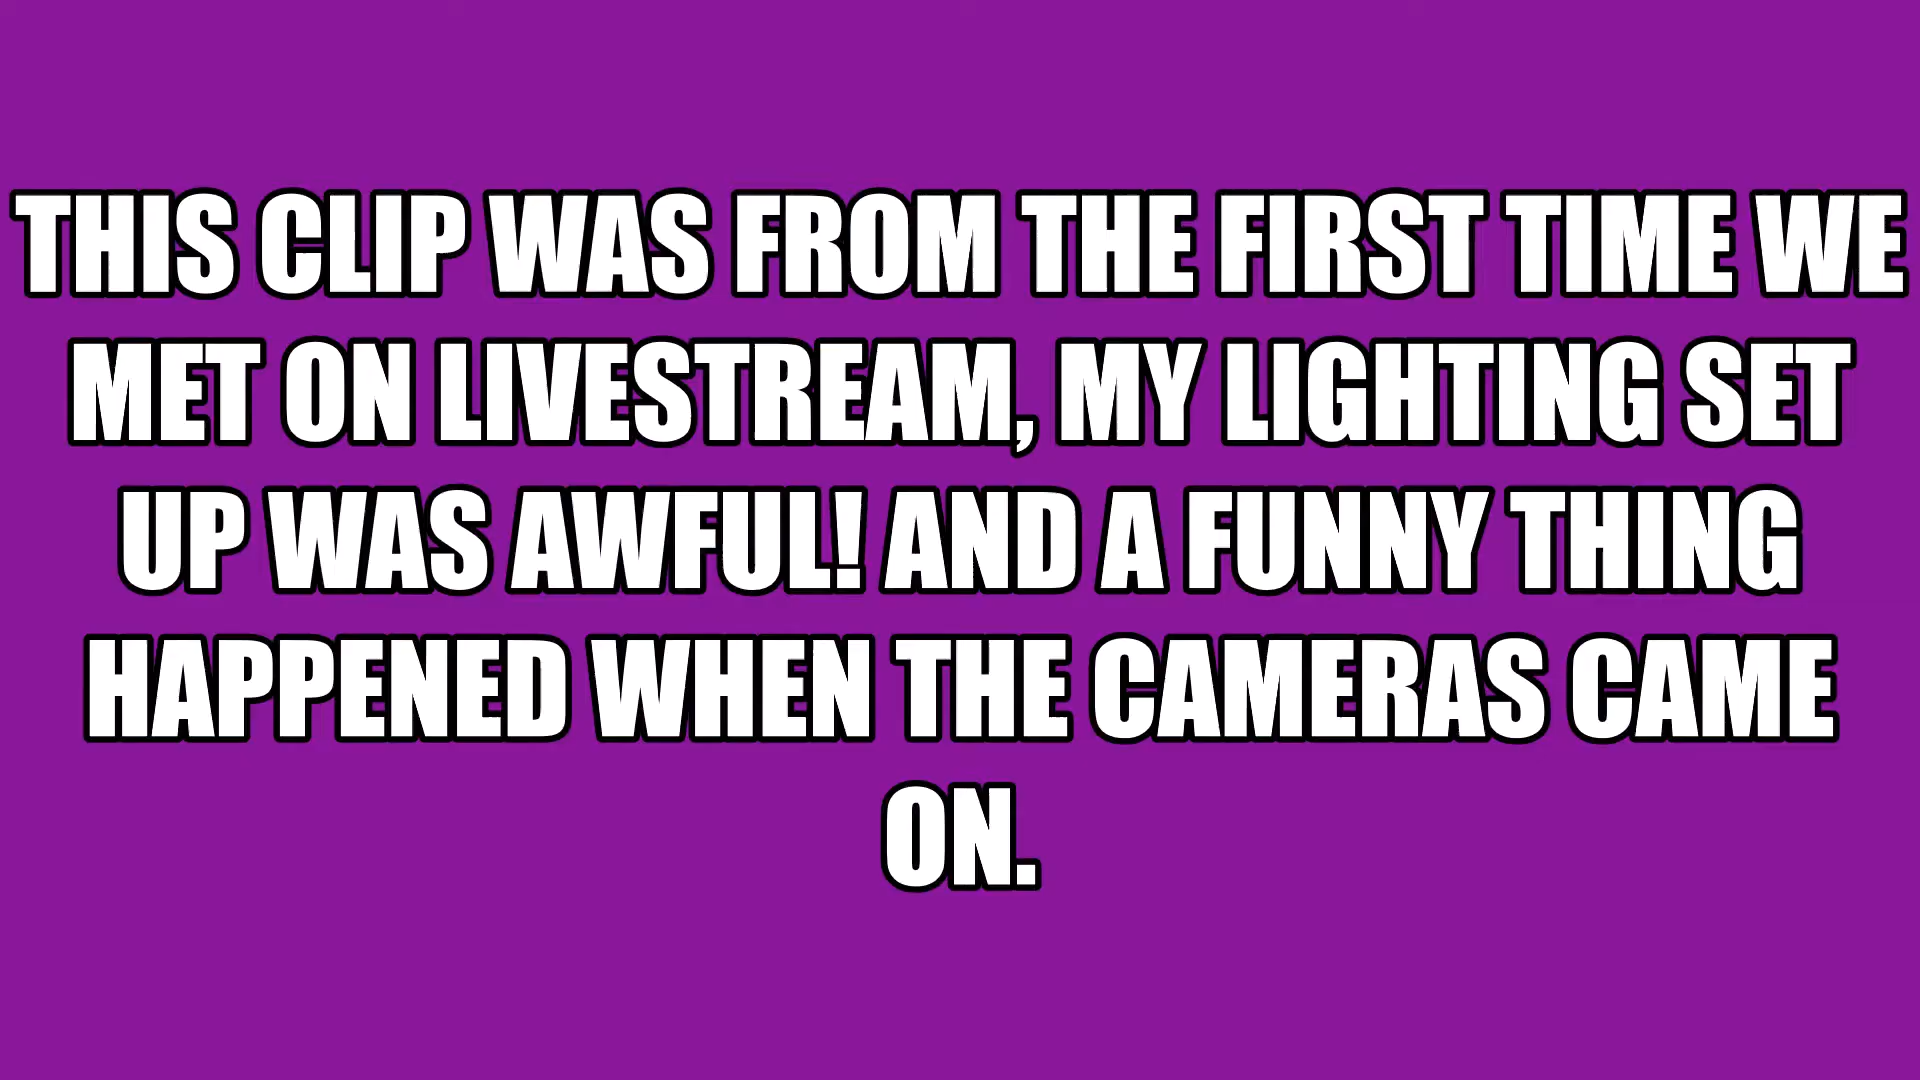 THIS CLIP WAS FROM THE FIRST TIME WE
MET ON LIVESTREAM, MY LIGHTING SET
UP WAS AWFUL! AND A FUNNY THING
HAPPENED WHEN THE CAMERAS CAME
ON.